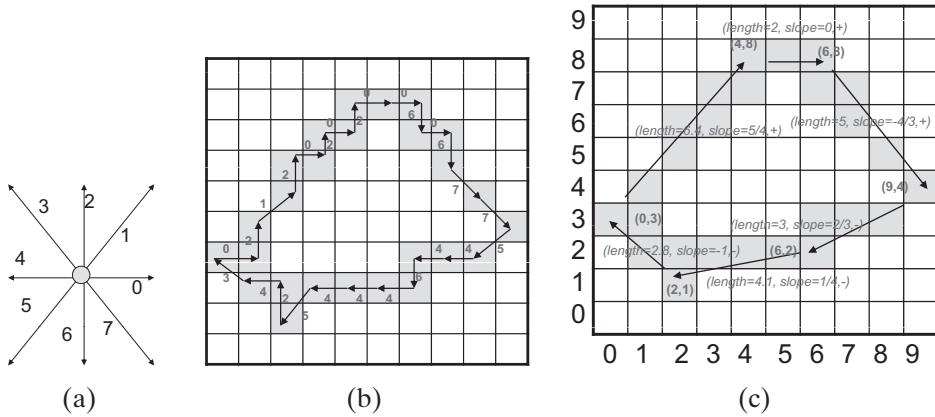 3
2
1
4
0
5
6
7
(a)
0 0
0 2 6 0
0 2 6
2 7
1 7
2 5
0 4 4
3 4 2 6
5 4 4 4
(b)
9
(length=2, slope=0,+)
(4,8) (6,8)
8
7
(length=6.4, slope=5/4,+) (length=5, slope=-4/3,+)
6
5
4 (9,4)
3 (0,3) (length=3, slope=2/3,-)
2 (length=2.8, slope=-1,-) (6,2)
1 (2,1) (length=4.1, slope=1/4,-)
0
0 1 2 3 4 5 6 7 8 9
(c)